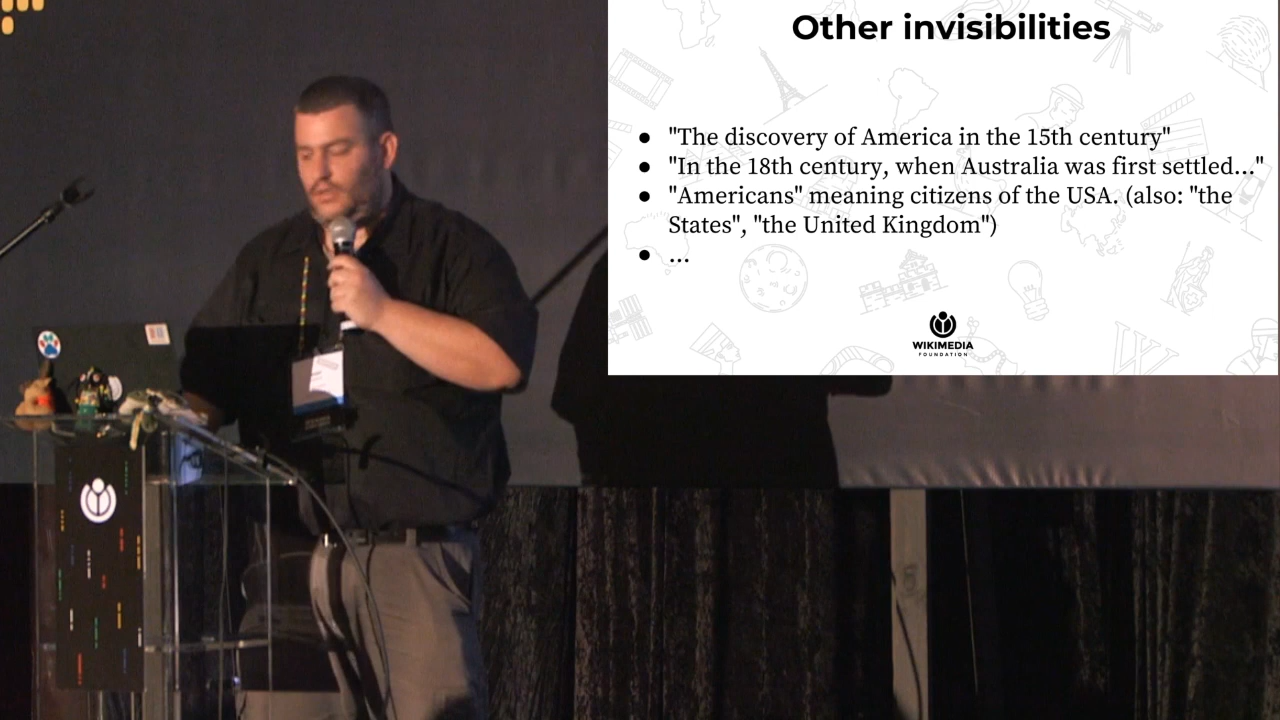 Other invisibilities
● "The discovery of America in the 15th century"
● "In the 18th century, when Australia was first settled..."
● "Americans" meaning citizens of the USA. (also: "the
States", "the United Kingdom")
● ...
WIKIMEDIA
FOUNDATION